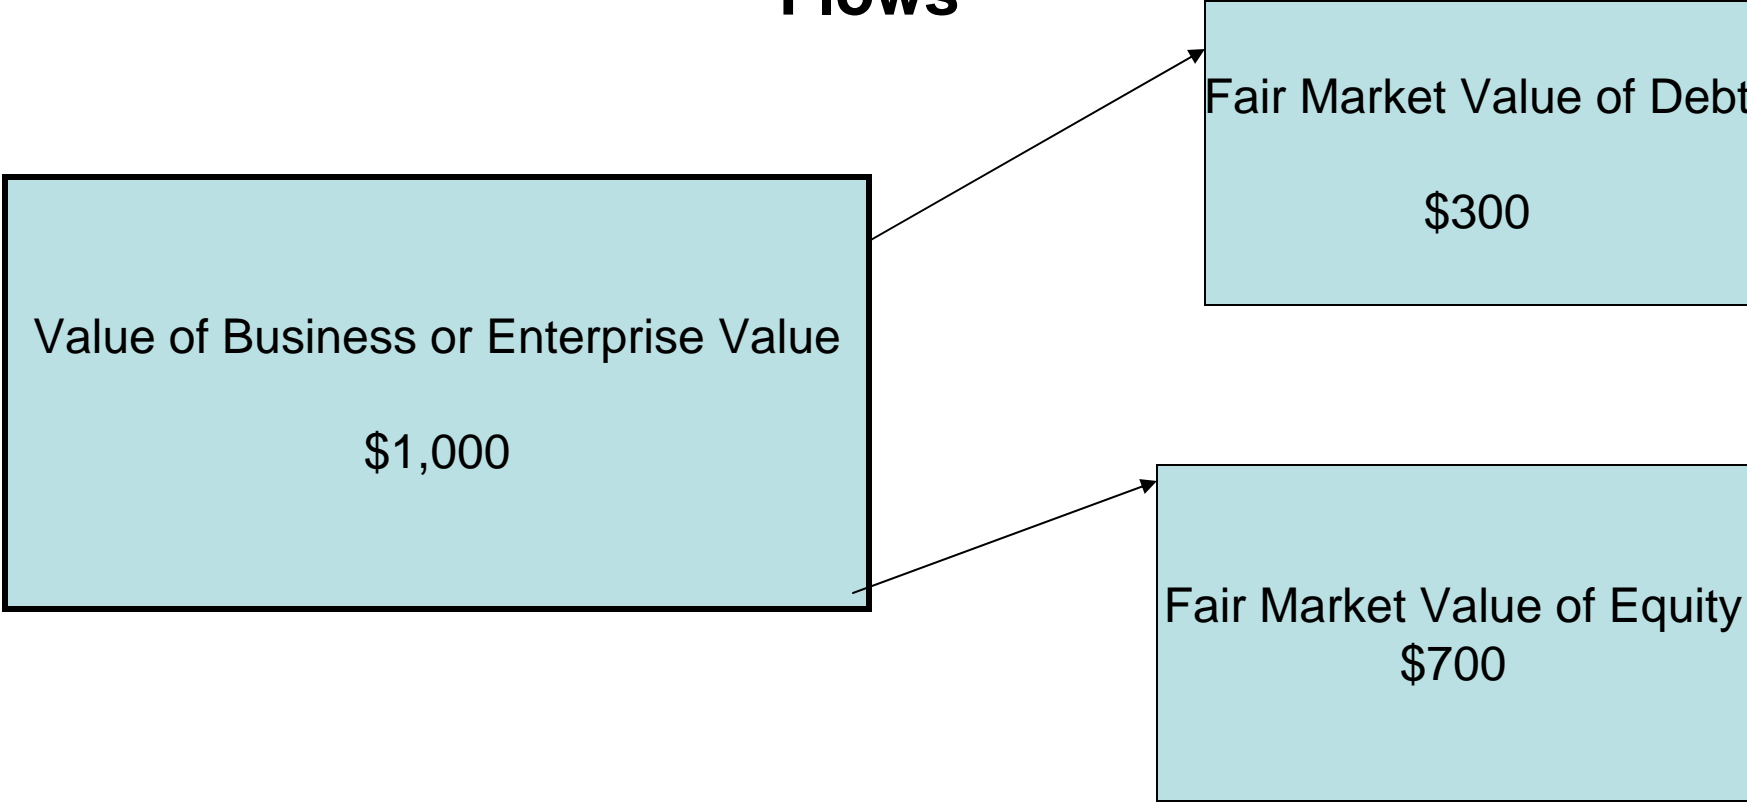 Flows
Fair Market Value of Debt
$300
Value of Business or Enterprise Value
$1,000
Fair Market Value of Equity
$700